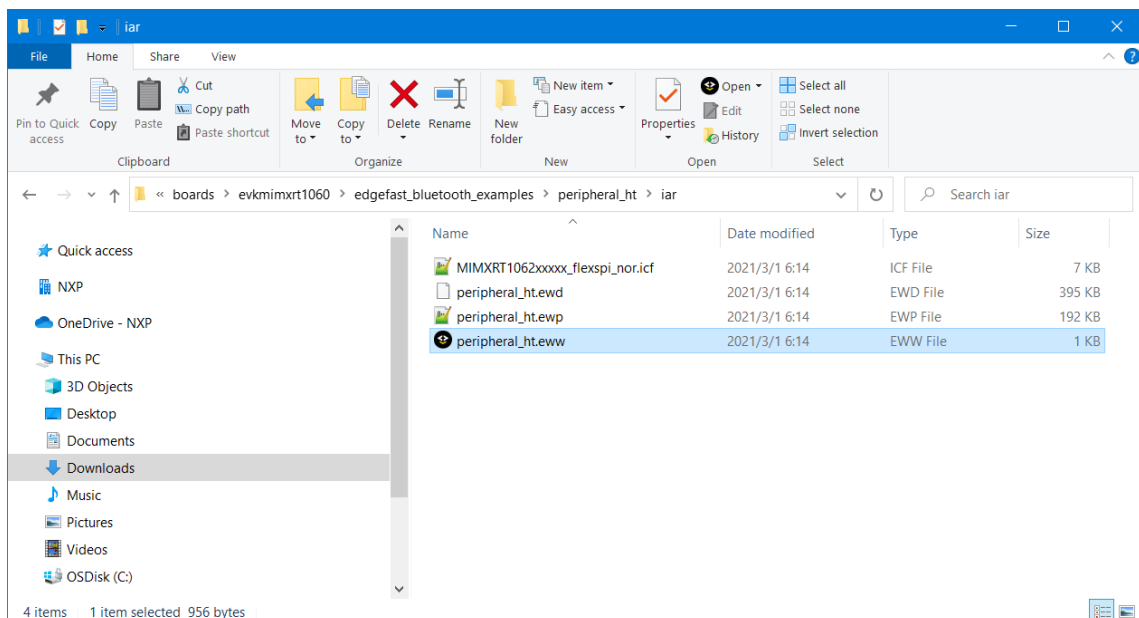 iar
File Home Share View
Pin to Quick access
Copy
Paste
Cut
Copy path
Paste shortcut
Clipboard
Move to
Copy to
Delete
Rename
Organize
New folder
New item
Easy access
New
Properties
Open
Edit
History
Open
Select all
Select none
Invert selection
Select
« boards > evkmimxrt1060 > edgefast_bluetooth_examples > peripheral_ht > iar
Search iar
Quick access
NXP
OneDrive - NXP
This PC
3D Objects
Desktop
Documents
Downloads
Music
Pictures
Videos
OSDisk (C:)
Name Date modified Type Size
MIMXRT1062xxxxx_flexspi_nor.icf 2021/3/1 6:14 ICF File 7 KB
peripheral_ht.ewd 2021/3/1 6:14 EWD File 395 KB
peripheral_ht.ewp 2021/3/1 6:14 EWP File 192 KB
peripheral_ht.eww 2021/3/1 6:14 EWW File 1 KB
4 items 1 item selected 956 bytes